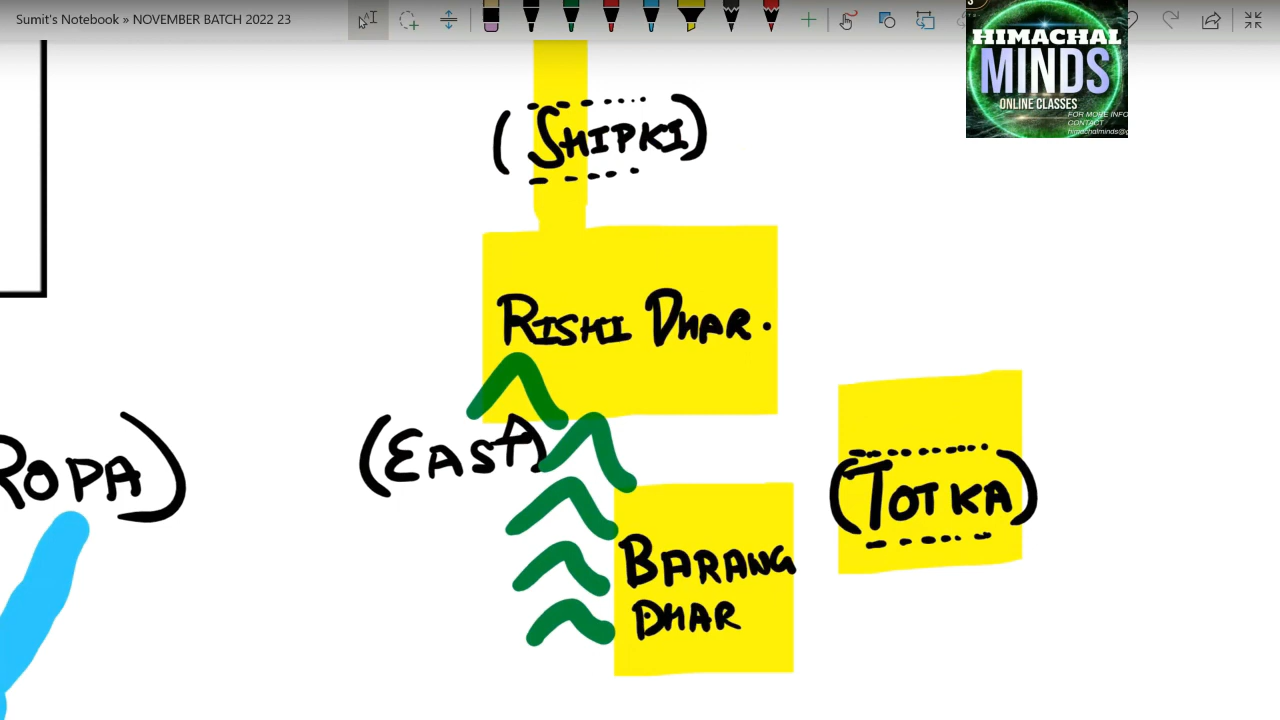 Sumit's Notebook » NOVEMBER BATCH 2022 23
HIMACHAL
MINDS
ONLINE CLASSES
FOR MORE INFO
CONTACT
himachalminds@g
(SHIPKI)
RISHI DHAR.
(EAST)
ROPA)
(TOTKA)
BARANG
DHAR